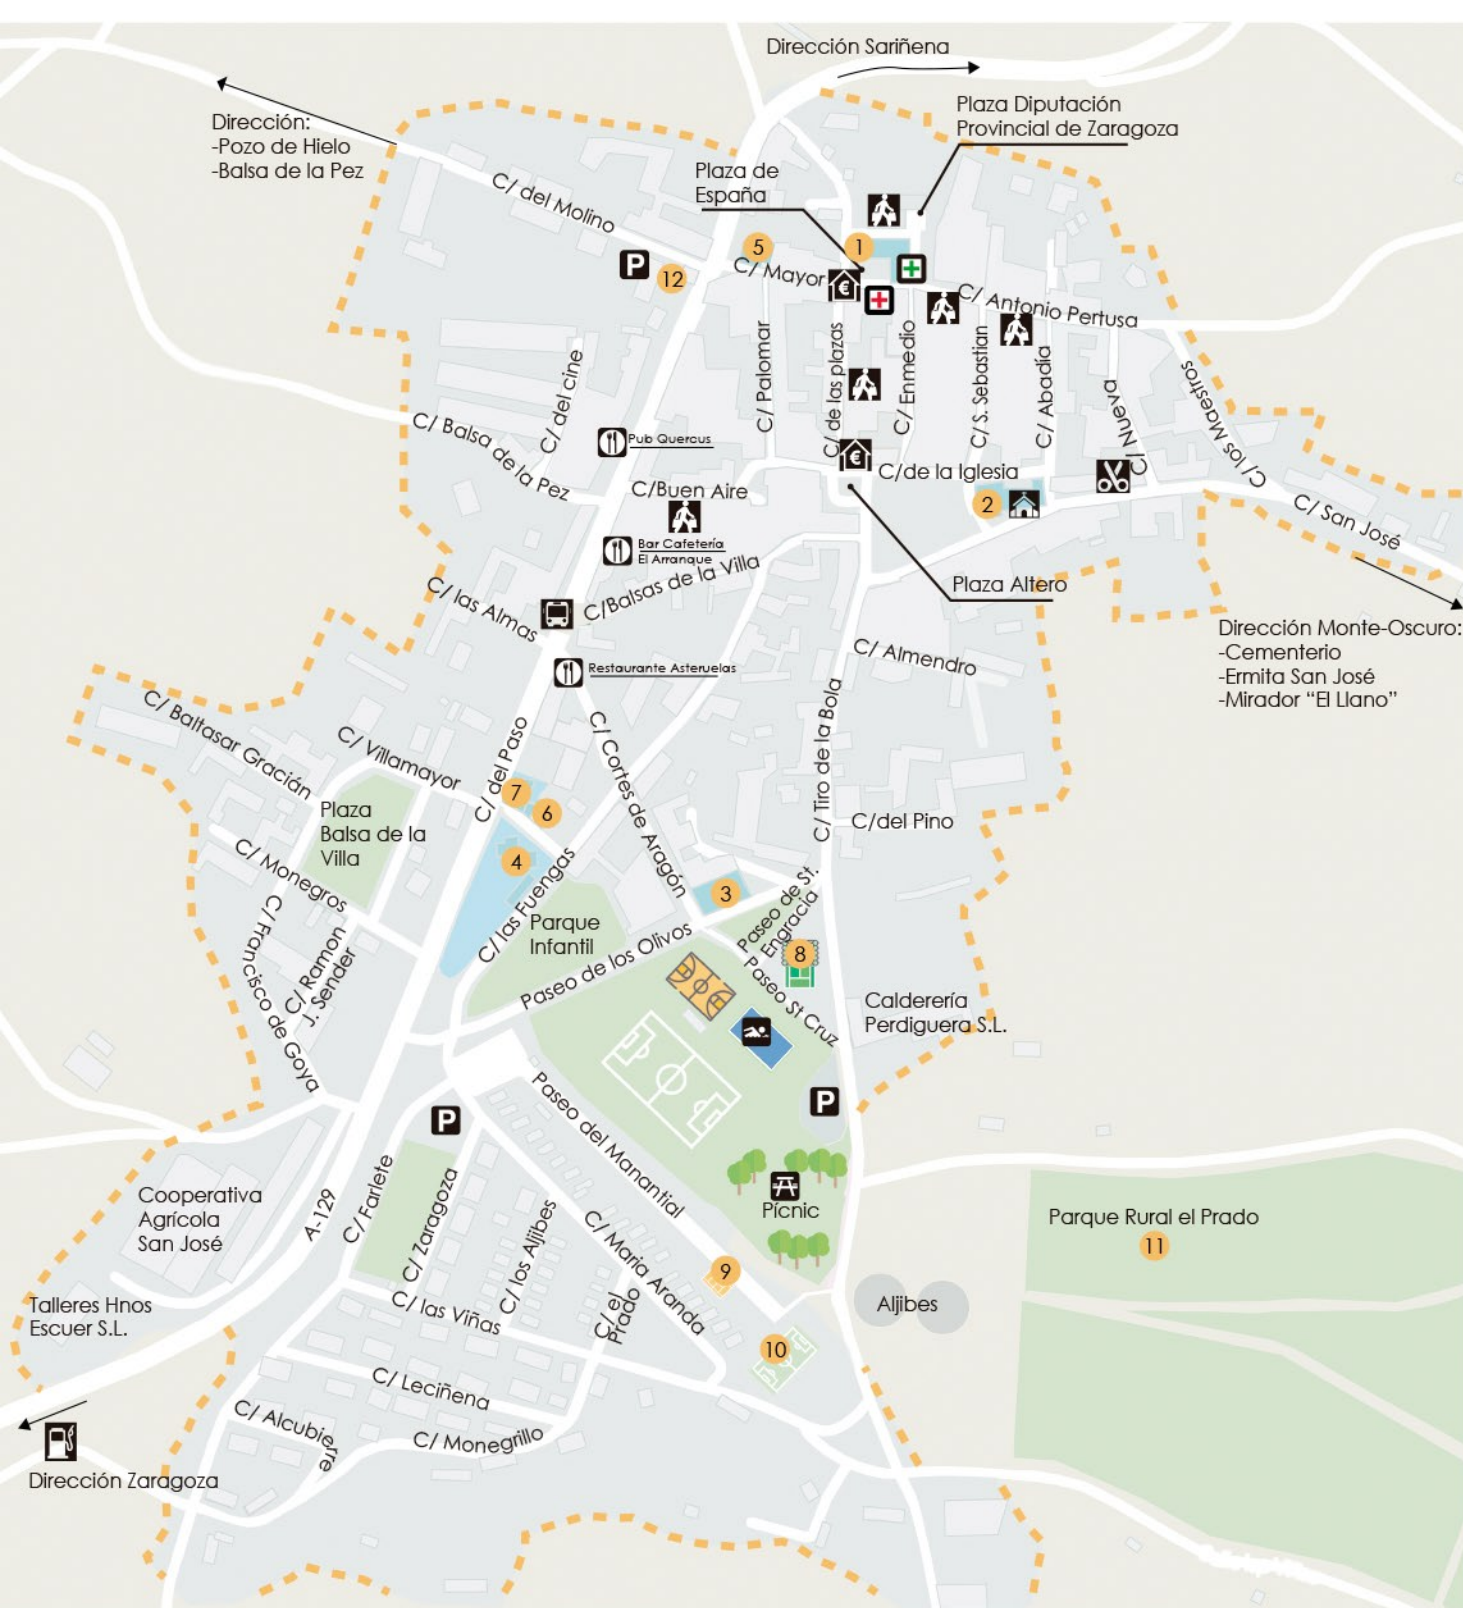 Dirección Sariñena
Plaza Diputación
Provincial de Zaragoza
Dirección:
-Pozo de Hielo
-Balsa de la Pez
Plaza de
España
C/ del Molino
P
12
5
1
C/ Mayor
€
C/ Antonio Pertusa
C/ Palomar
C/ de las plazas
C/ Enmedio
C/ S. Sebastian
C/ Abadía
C/ Nueva
C/ los Maestros
C/ del cine
C/ Balsa de la Pez
Pub Quercus
€
C/de la Iglesia
C/Buen Aire
2
C/ San José
Bar Cafetería
El Arranque
C/Balsas de la Villa
Plaza Altero
C/ las Almas
Dirección Monte-Oscuro:
-Cementerio
-Ermita San José
-Mirador “El Llano”
Restaurante Asteruelas
C/ Almendro
C/ Baltasar Gracián
C/ Villamayor
C/ del Paso
C/ Cortes de Aragón
C/ Tiro de la Bola
7
6
Plaza
Balsa de la
Villa
C/del Pino
4
C/ Monegros
3
C/ las Fuengas
Parque
Infantil
Paseo de St.
Engracia
8
C/ Francisco de Goya
C/ Ramon
J. Sender
Paseo de los Olivos
Paseo St Cruz
Calderería
Perdiguera S.L.
P
P
Paseo del Manantial
Cooperativa
Agrícola
San José
A-129
C/ Farlete
C/ Zaragoza
C/ los Aljibes
C/ Maria Aranda
Pícnic
Parque Rural el Prado
11
9
Talleres Hnos
Escuer S.L.
C/ las Viñas
C/ el
Prado
Aljibes
10
C/ Leciñena
C/ Alcubierre
C/ Monegrillo
Dirección Zaragoza